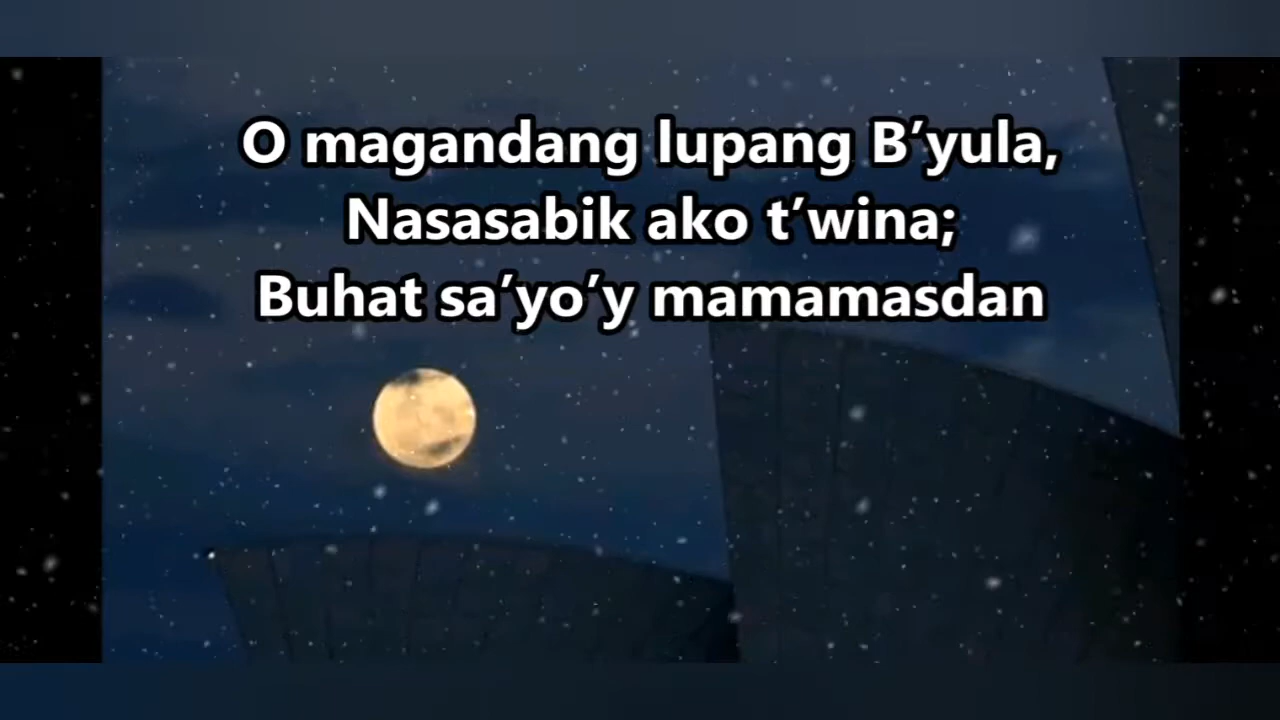 O magandang lupang B’yula,
Nasasabik ako t’wina;
Buhat sa’yo’y mamamasdan